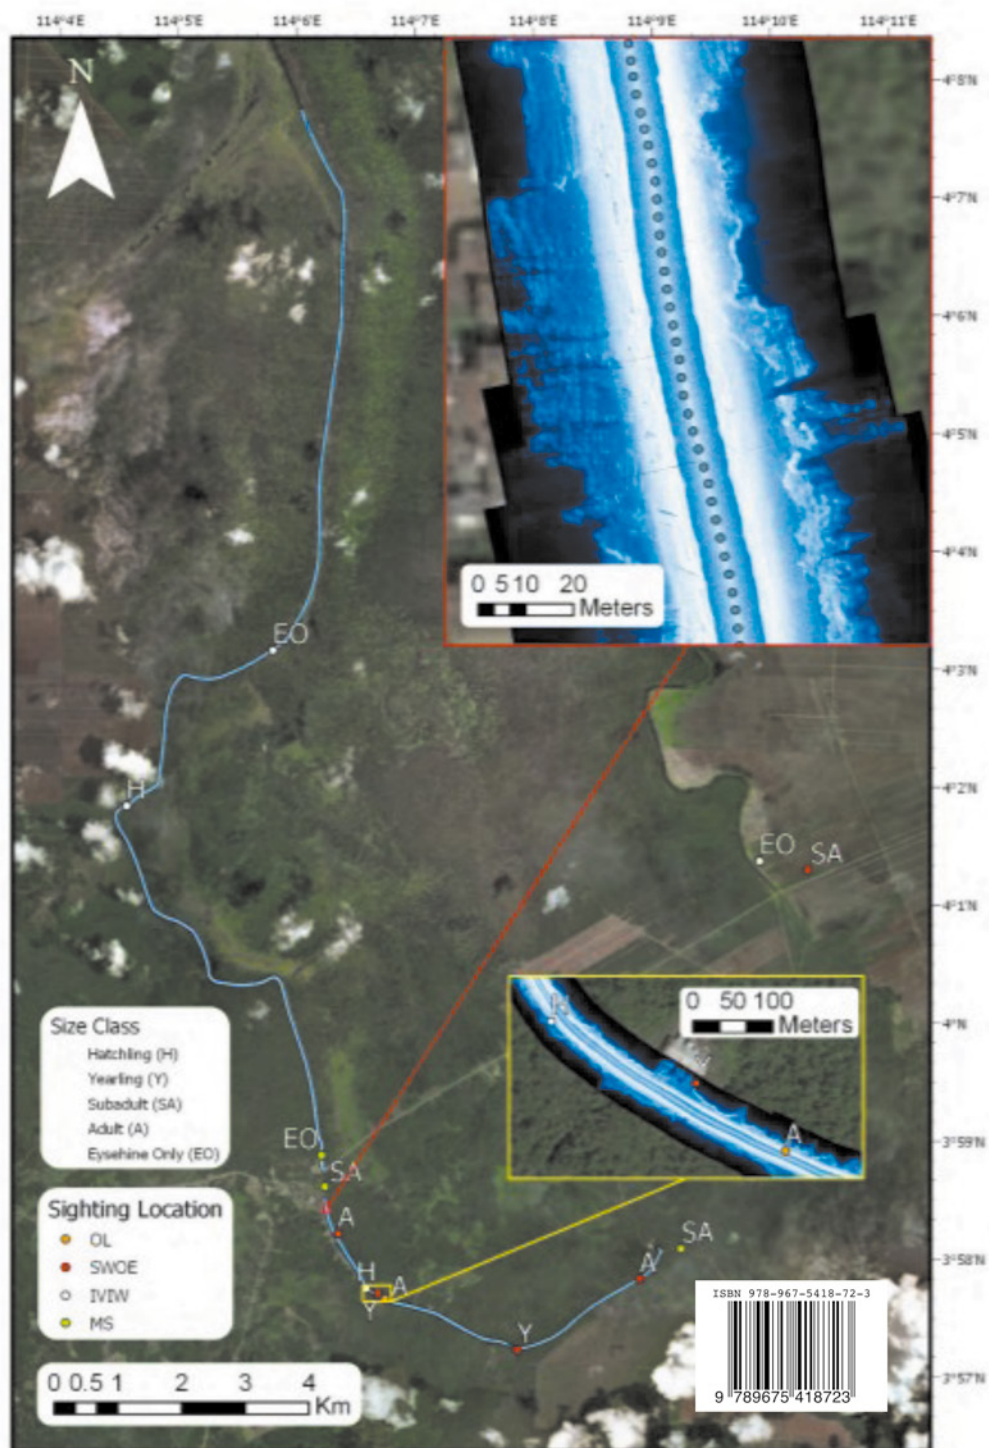 114°4'E 114°5'E 114°6'E 114°7'E 114°8'E 114°9'E 114°10'E 114°11'E
N
4°8'N
4°7'N
4°6'N
4°5'N
4°4'N
0 5 10 20
Meters
EO
4°3'N
H
4°2'N
EO SA
4°1'N
4°N
H
0 50 100
Meters
Y
A
Size Class
Hatchling (H)
Yearling (Y)
Subadult (SA)
Adult (A)
Eysehine Only (EO)
EO
3°59'N
SA
Sighting Location
OL
SWOE
IVIW
MS
A
SA
3°58'N
H
A
A
Y
Y
ISBN 978-967-5418-72-3
9 789675 418723
0 0.5 1 2 3 4
Km
3°57'N